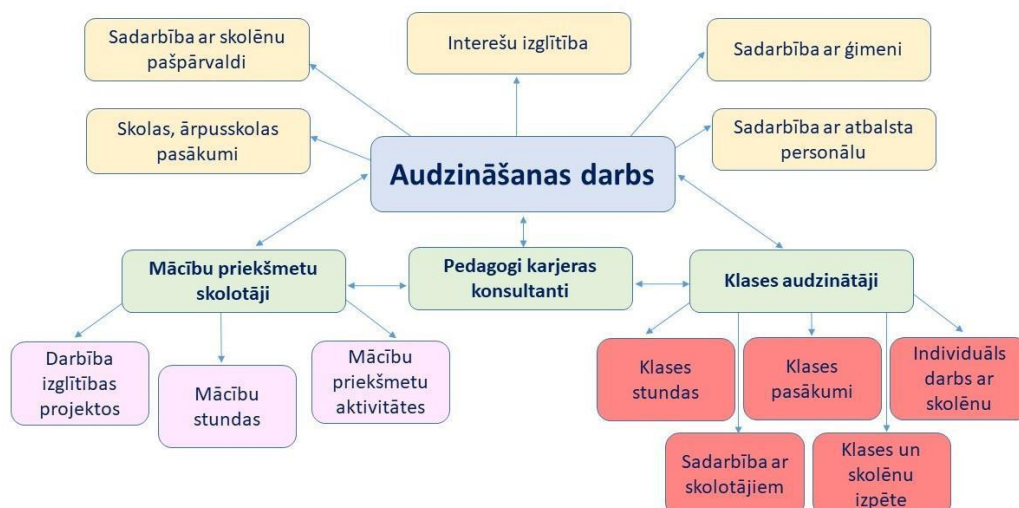 Sadarbība ar skolēnu
pašpārvaldi
Interešu izglītība
Sadarbība ar ģimeni
Skolas, ārpusskolas
pasākumi
Sadarbība ar atbalsta
personālu
Audzināšanas darbs
Mācību priekšmetu
skolotāji
Pedagogi karjeras
konsultanti
Klases audzinātāji
Darbība
izglītības
projektos
Mācību
stundas
Mācību
priekšmetu
aktivitātes
Klases
stundas
Klases
pasākumi
Individuāls
darbs ar
skolēnu
Sadarbība ar
skolotājiem
Klases un
skolēnu
izpēte